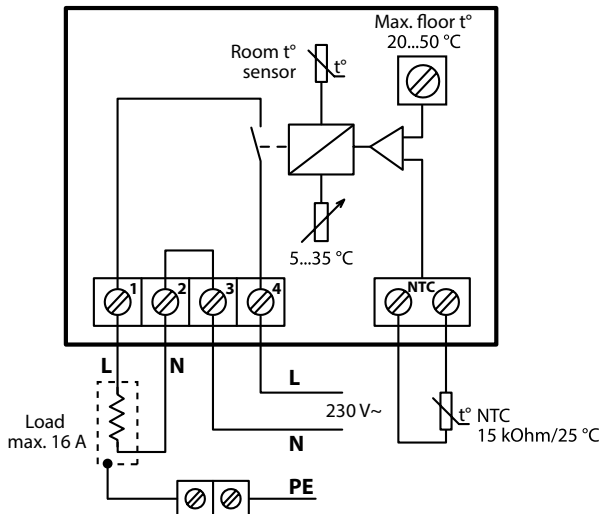 Max. floor t°
20...50 °C
Room t°
sensor
t°
5...35 °C
1
2
3
4
NTC
L
N
L
230 V~
N
Load
max. 16 A
t° NTC
15 kOhm/25 °C
PE